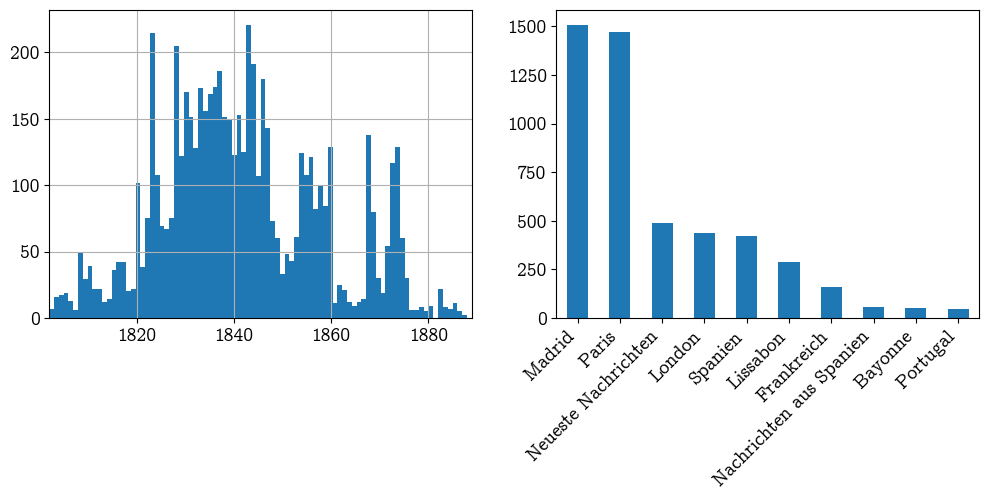 200
150
100
50
0
1820 1840 1860 1880
1500
1250
1000
750
500
250
0
Madrid
Paris
Neueste Nachrichten
London
Spanien
Lissabon
Frankreich
Nachrichten aus Spanien
Bayonne
Portugal